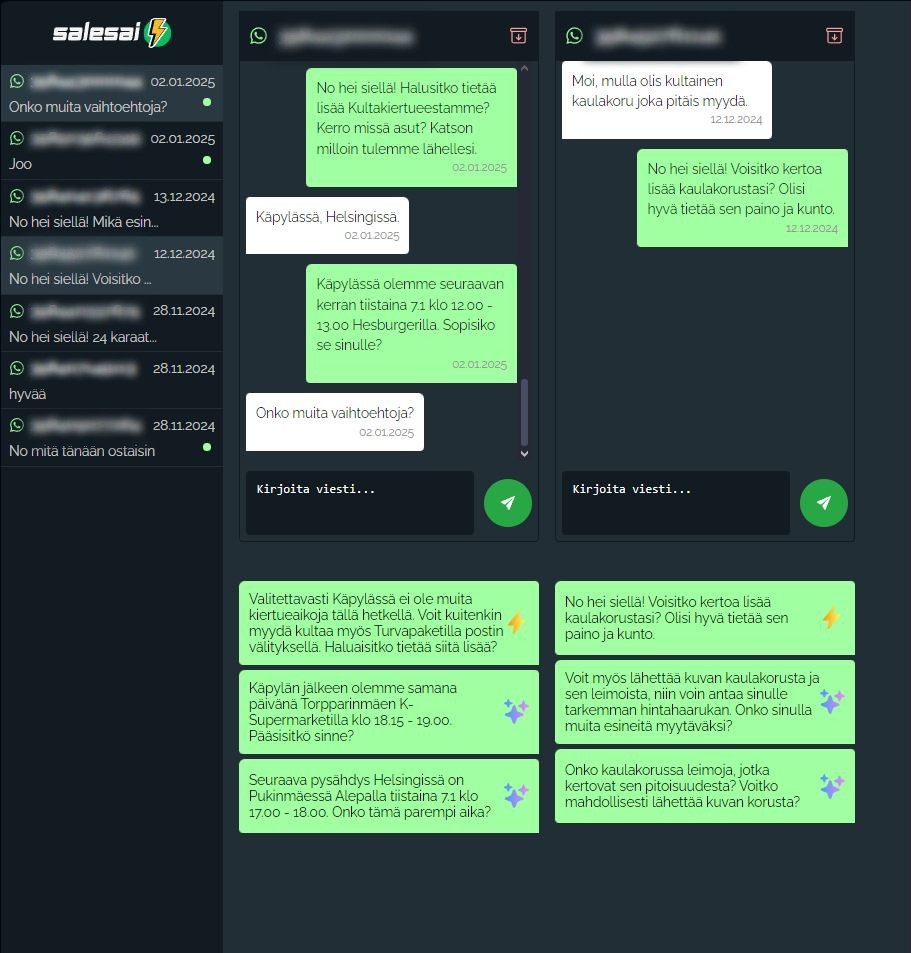 salesai
02.01.2025
Onko muita vaihtoehtoja?
02.01.2025
Joo
13.12.2024
No hei siellä! Mikä esin...
12.12.2024
No hei siellä! Voisitko ...
28.11.2024
No hei siellä! 24 karaat...
28.11.2024
hyvää
28.11.2024
No mitä tänään ostaisin
No hei siellä! Halusitko tietää
lisää Kultakiertueestamme?
Kerro missä asut? Katson
milloin tulemme lähellesi.
02.01.2025
Käpylässä, Helsingissä.
02.01.2025
Käpylässä olemme seuraavan
kerran tiistaina 7.1 klo 12.00 -
13.00 Hesburgerilla. Sopisiko
se sinulle?
02.01.2025
Onko muita vaihtoehtoja?
02.01.2025
Kirjoita viesti...
Valitettavasti Käpylässä ei ole muita
kiertueaikoja tällä hetkellä. Voit kuitenkin
myydä kultaa myös Turvapaketilla postin
välityksellä. Haluaisitko tietää siitä lisää?
Käpylän jälkeen olemme samana
päivänä Torpparinmäen K-
Supermarketilla klo 18.15 - 19.00.
Pääsisitkö sinne?
Seuraava pysähdys Helsingissä on
Pukinmäessä Alepalla tiistaina 7.1 klo
17.00 - 18.00. Onko tämä parempi aika?
Moi, mulla olis kultainen
kaulakoru joka pitäis myydä.
12.12.2024
No hei siellä! Voisitko kertoa
lisää kaulakorustasi? Olisi
hyvä tietää sen paino ja kunto.
12.12.2024
Kirjoita viesti...
No hei siellä! Voisitko kertoa lisää
kaulakorustasi? Olisi hyvä tietää sen
paino ja kunto.
Voit myös lähettää kuvan kaulakorusta ja
sen leimoista, niin voin antaa sinulle
tarkemman hintahaarukan. Onko sinulla
muita esineitä myytäväksi?
Onko kaulakorussa leimoja, jotka
kertovat sen pitoisuudesta? Voitko
mahdollisesti lähettää kuvan korusta?